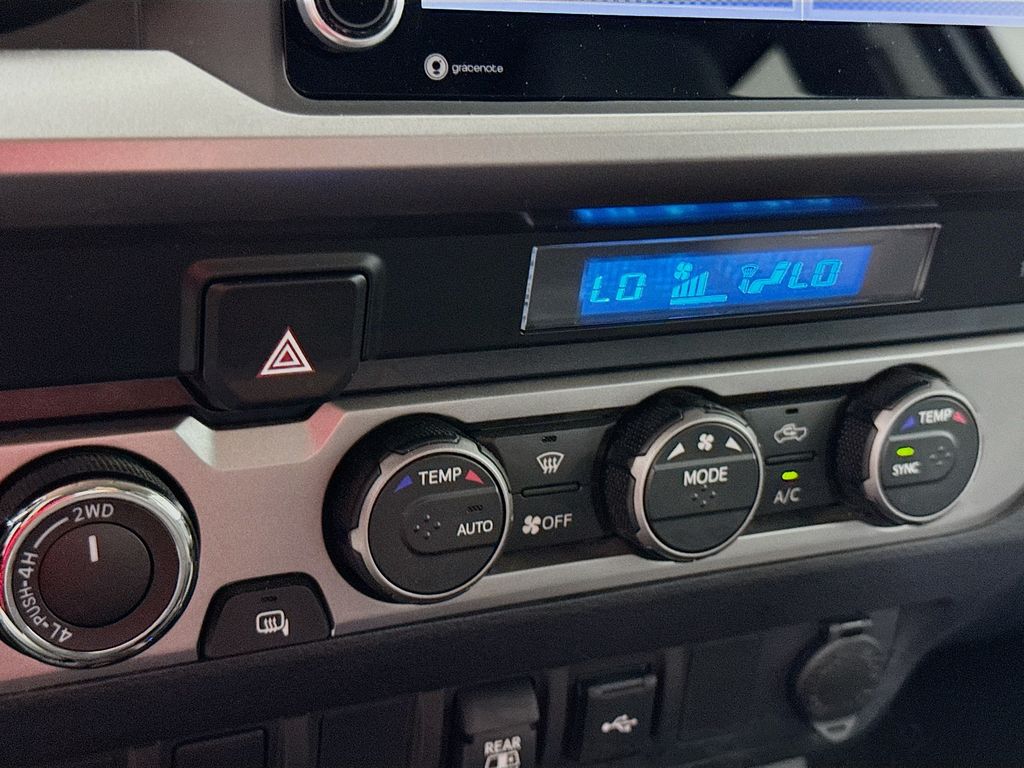 gracenote
LO LO
TEMP
AUTO
OFF
MODE
A/C
TEMP
SYNC
2WD
4L-PUSH-4H
REAR